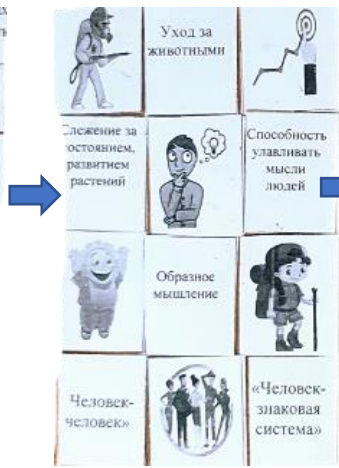 Уход за
животными
Слежение за
состоянием,
развитием
растений
Способность
улавливать
мысли
людей
Образное
мышление
Человек-
человек»
«Человек-
знаковая
система»